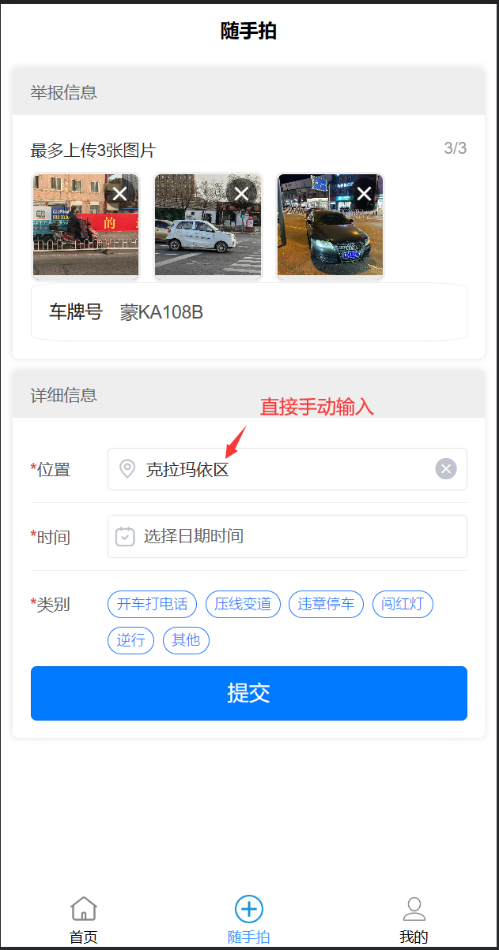 随手拍
举报信息
最多上传3张图片 3/3
的
车牌号 蒙KA108B
详细信息
直接手动输入
*位置 克拉玛依区
*时间 选择日期时间
*类别 开车打电话 压线变道 违章停车 闯红灯
逆行 其他
提交
首页 随手拍 我的